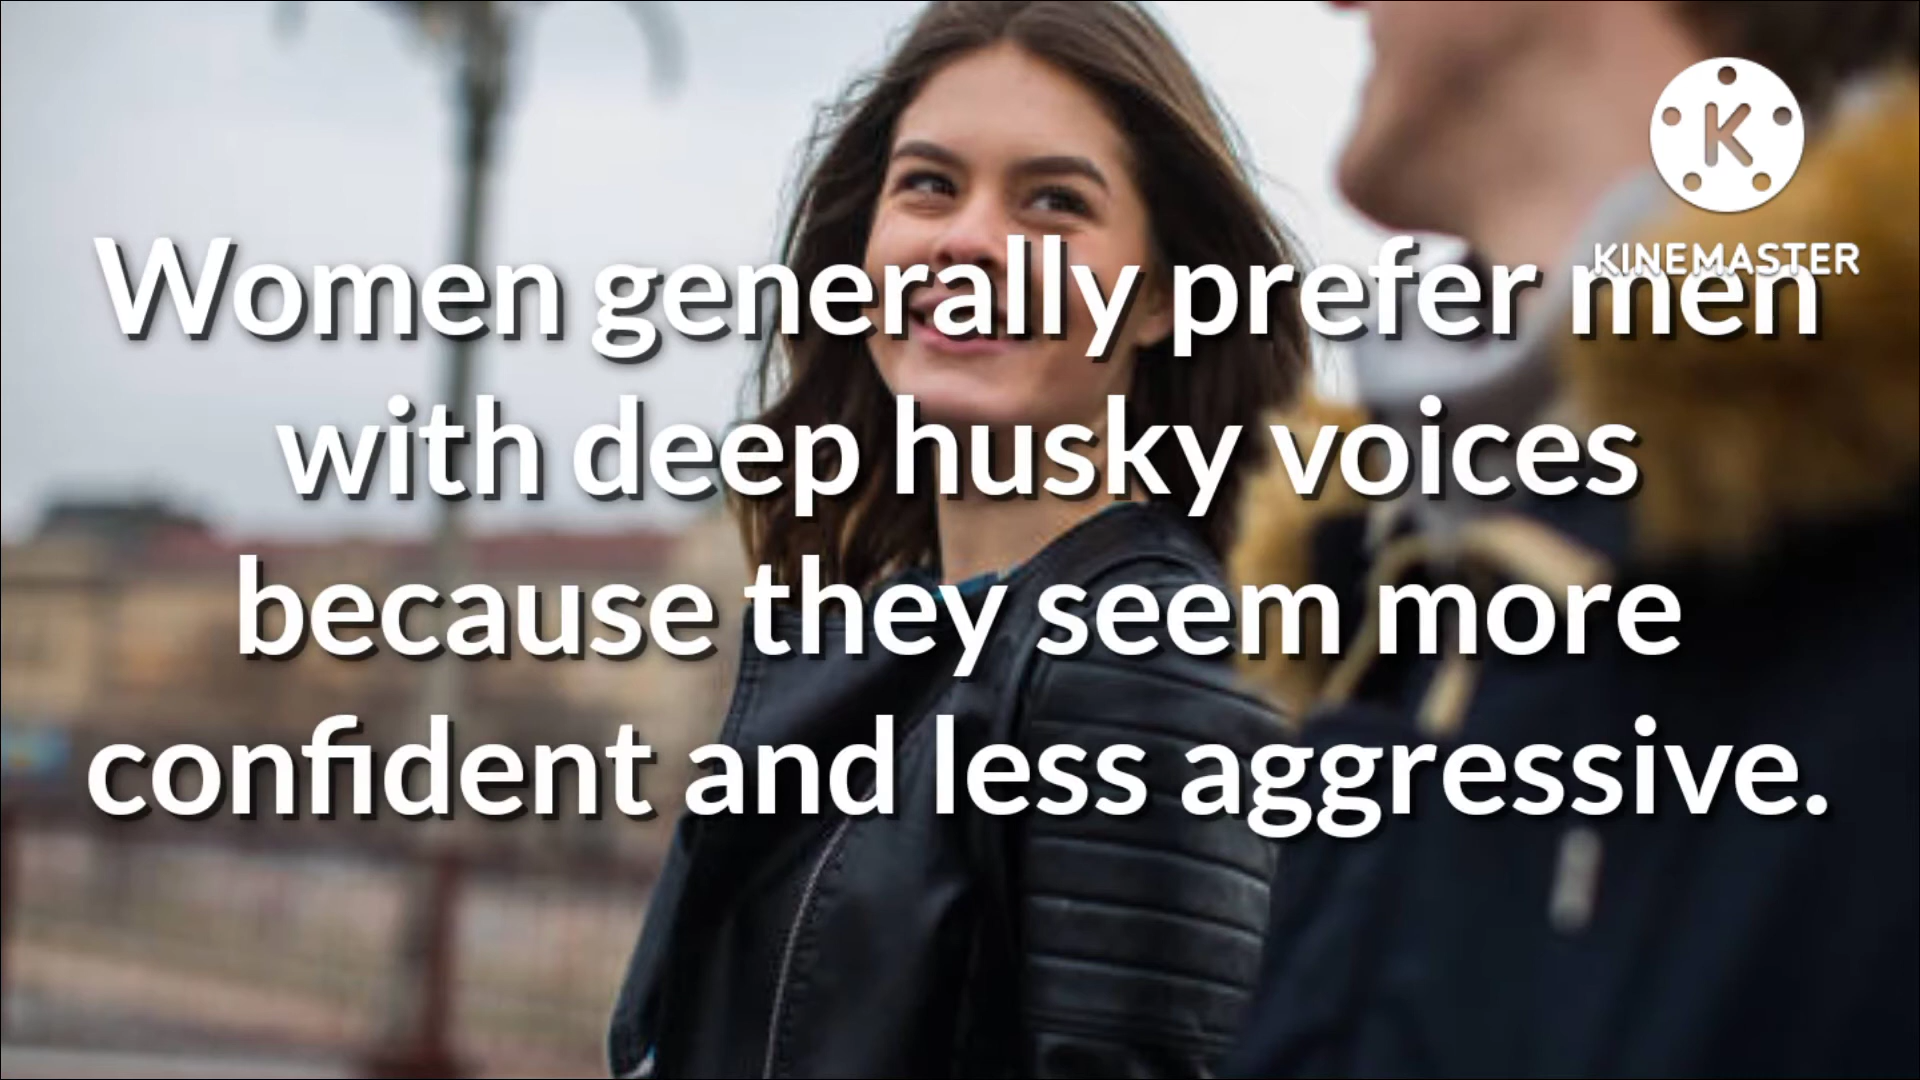 K
KINEMASTER
Women generally prefer men
with deep husky voices
because they seem more
confident and less aggressive.